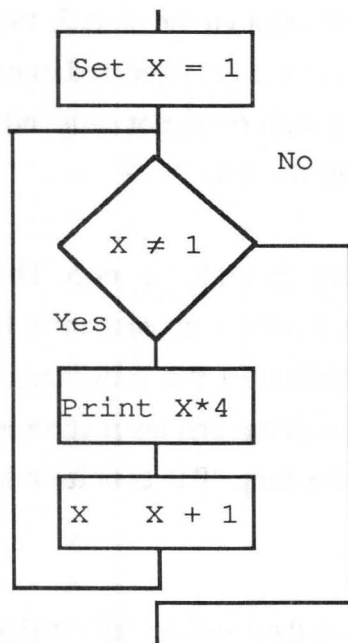 Set X = 1
No
X ≠ 1
Yes
Print X*4
X X + 1